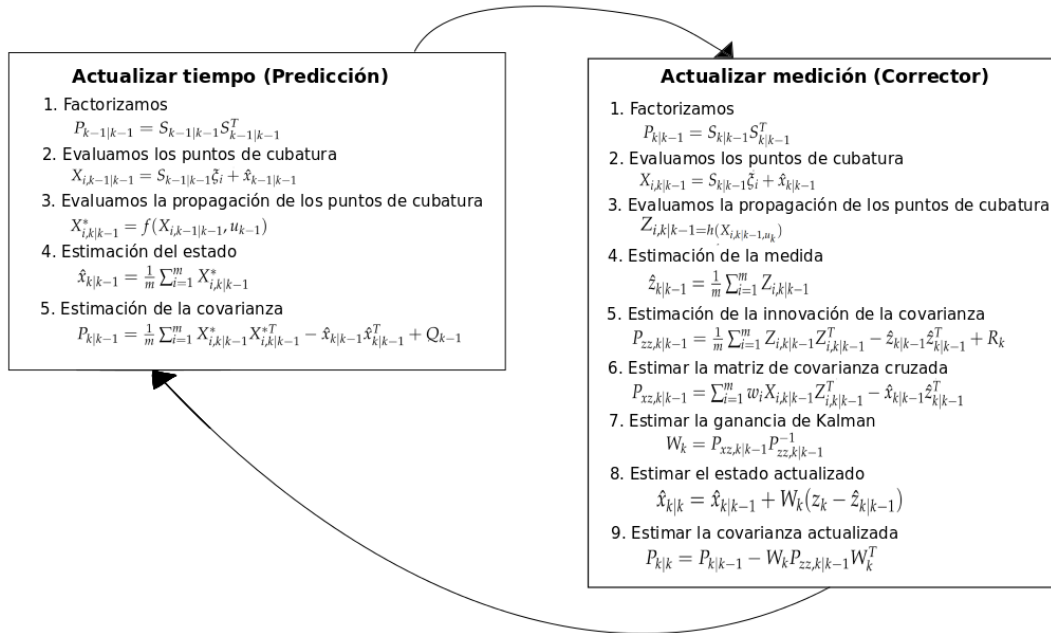 Actualizar tiempo (Predicción)
1. Factorizamos
P_{k−1|k−1} = S_{k−1|k−1}S^T_{k−1|k−1}
2. Evaluamos los puntos de cubatura
X_{i,k−1|k−1} = S_{k−1|k−1}ξ_i + x̂_{k−1|k−1}
3. Evaluamos la propagación de los puntos de cubatura
X^*_{i,k|k−1} = f(X_{i,k−1|k−1}, u_{k−1})
4. Estimación del estado
x̂_{k|k−1} = 1/m ∑^m_{i=1} X^*_{i,k|k−1}
5. Estimación de la covarianza
P_{k|k−1} = 1/m ∑^m_{i=1} X^*_{i,k|k−1}X^{*T}_{i,k|k−1} − x̂_{k|k−1}x̂^T_{k|k−1} + Q_{k−1}
Actualizar medición (Corrector)
1. Factorizamos
P_{k|k−1} = S_{k|k−1}S^T_{k|k−1}
2. Evaluamos los puntos de cubatura
X_{i,k|k−1} = S_{k|k−1}ξ_i + x̂_{k|k−1}
3. Evaluamos la propagación de los puntos de cubatura
Z_{i,k|k−1=h(X_{i,k|k−1},u_k)}
4. Estimación de la medida
ẑ_{k|k−1} = 1/m ∑^m_{i=1} Z_{i,k|k−1}
5. Estimación de la innovación de la covarianza
P_{zz,k|k−1} = 1/m ∑^m_{i=1} Z_{i,k|k−1}Z^T_{i,k|k−1} − ẑ_{k|k−1}ẑ^T_{k|k−1} + R_k
6. Estimar la matriz de covarianza cruzada
P_{xz,k|k−1} = ∑^m_{i=1} w_iX_{i,k|k−1}Z^T_{i,k|k−1} − x̂_{k|k−1}ẑ^T_{k|k−1}
7. Estimar la ganancia de Kalman
W_k = P_{xz,k|k−1}P^{−1}_{zz,k|k−1}
8. Estimar el estado actualizado
x̂_{k|k} = x̂_{k|k−1} + W_k(z_k − ẑ_{k|k−1})
9. Estimar la covarianza actualizada
P_{k|k} = P_{k|k−1} − W_kP_{zz,k|k−1}W^T_k